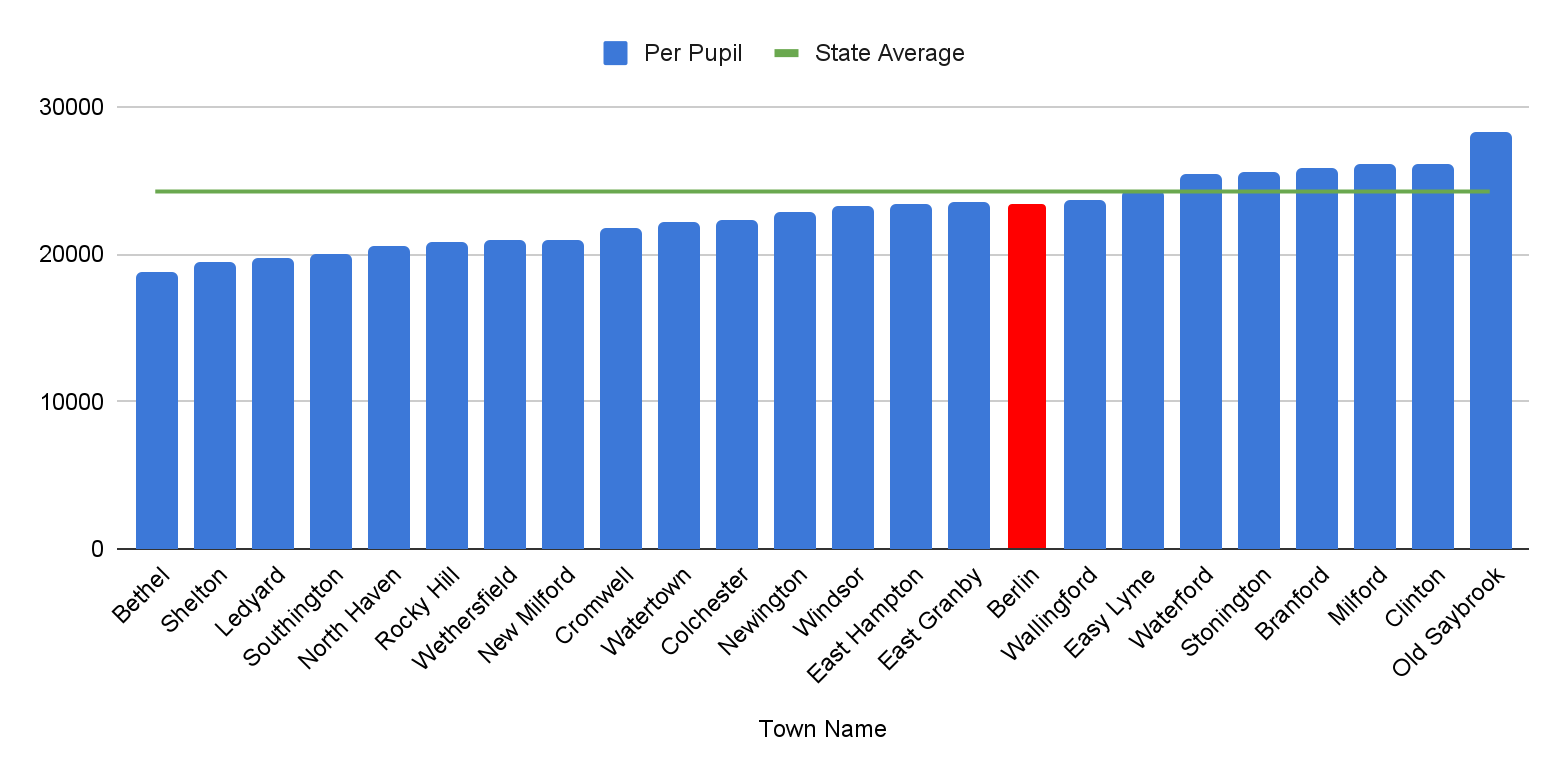 Per Pupil
State Average
30000
20000
10000
0
Bethel
Shelton
Ledyard
Southington
North Haven
Rocky Hill
Wethersfield
New Milford
Cromwell
Watertown
Colchester
Newington
Windsor
East Hampton
East Granby
Berlin
Wallingford
Easy Lyme
Waterford
Stonington
Branford
Milford
Clinton
Old Saybrook
Town Name